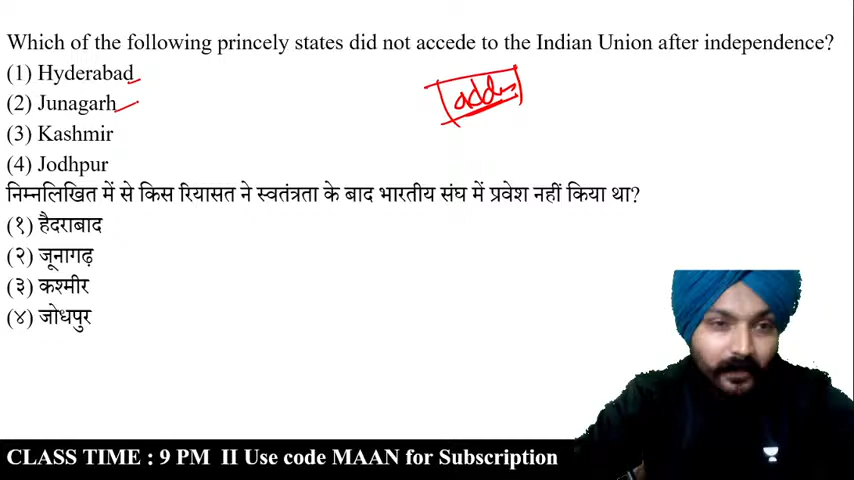 Which of the following princely states did not accede to the Indian Union after independence?
(1) Hyderabad
(2) Junagarh
(3) Kashmir
(4) Jodhpur
निम्नलिखित में से किस रियासत ने स्वतंत्रता के बाद भारतीय संघ में प्रवेश नहीं किया था?
(१) हैदराबाद
(२) जूनागढ़
(३) कश्मीर
(४) जोधपुर
CLASS TIME : 9 PM II Use code MAAN for Subscription